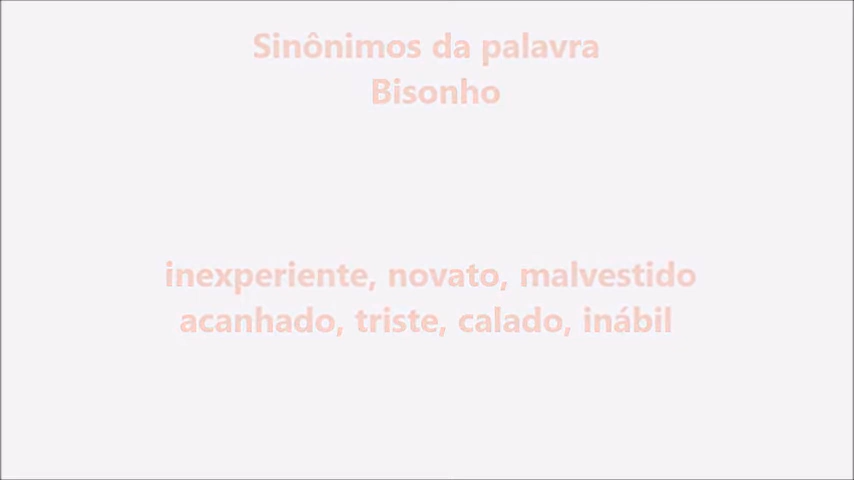 Sinônimos da palavra
Bisonho
inexperiente, novato, malvestido
acanhado, triste, calado, inábil